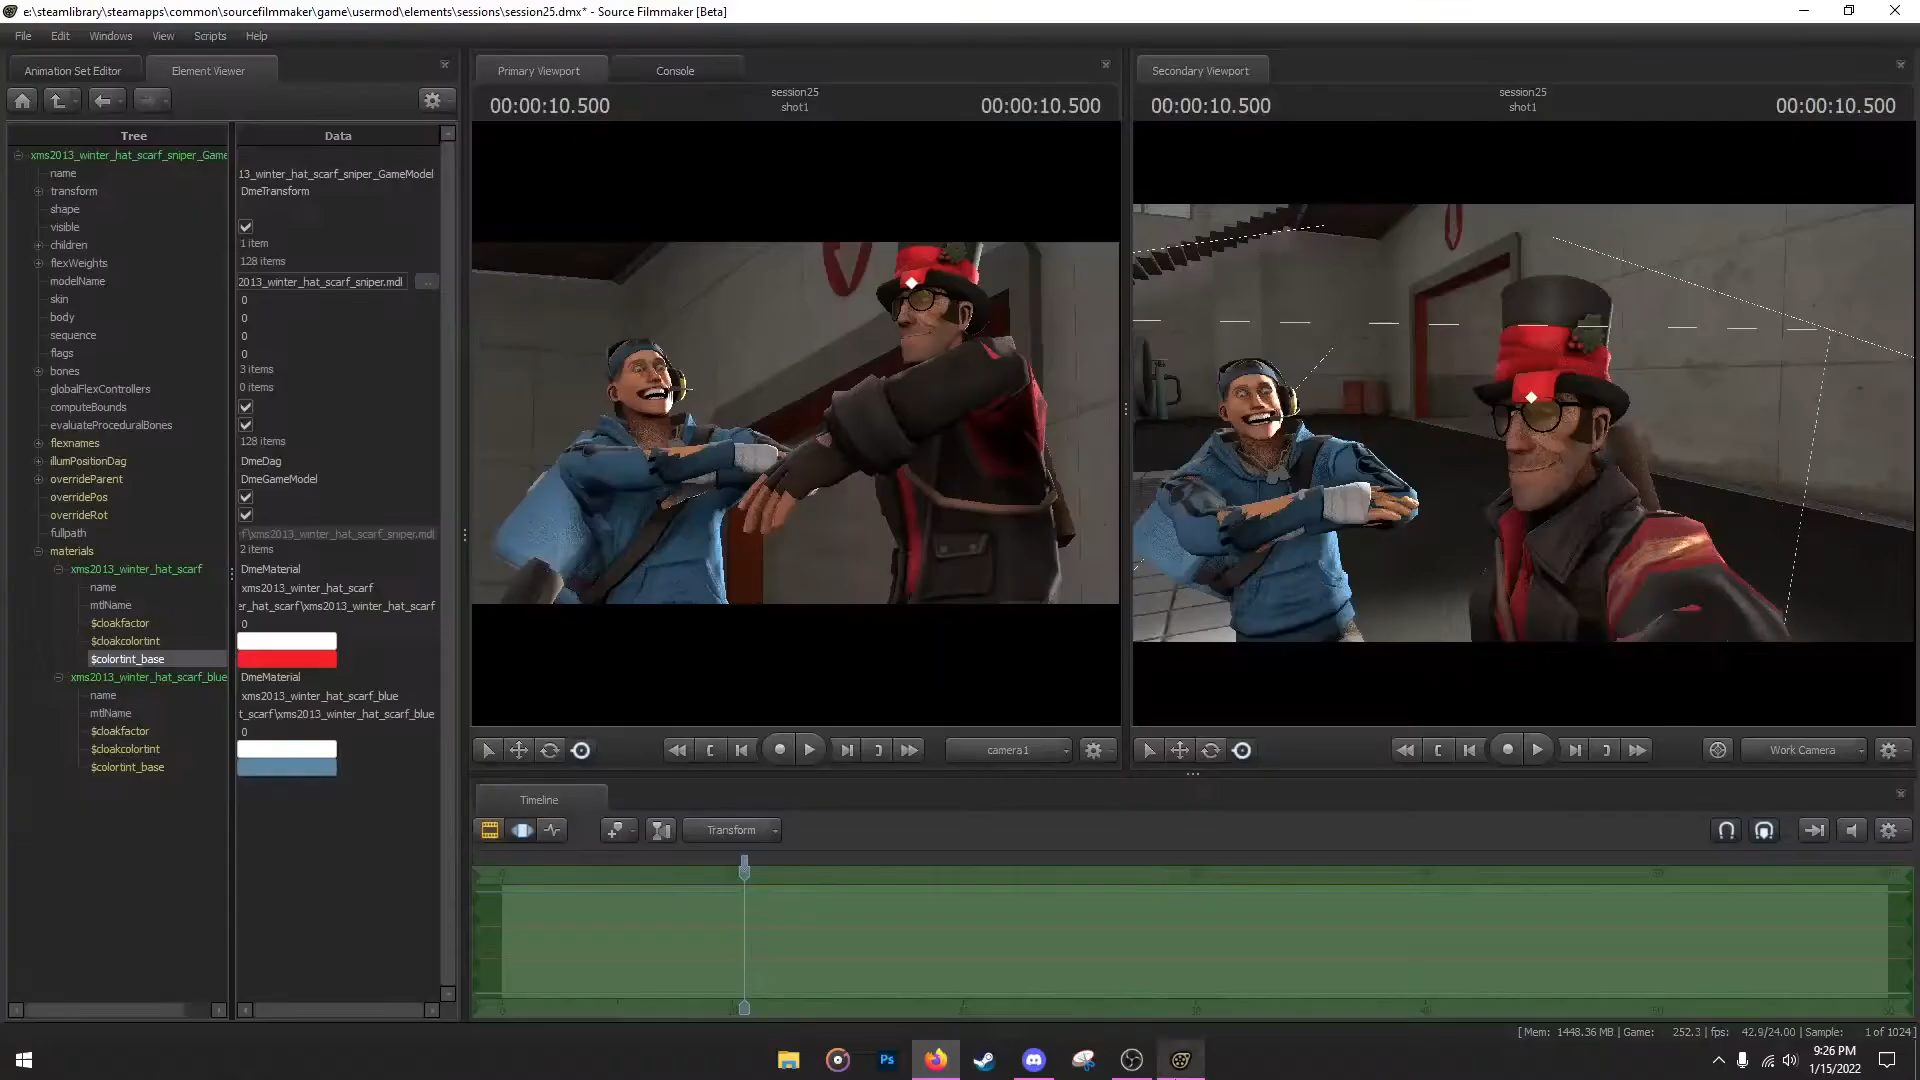 e:\steamlibrary\steamapps\common\sourcefilmmaker\game\usermod\elements\sessions\session25.dmx* - Source Filmmaker [Beta]
File Edit Windows View Scripts Help
Animation Set Editor Element Viewer
Primary Viewport Console
Secondary Viewport
00:00:10.500 session25 00:00:10.500
shot1
00:00:10.500 session25 00:00:10.500
shot1
Tree Data
xms2013_winter_hat_scarf_sniper_Game
name 13_winter_hat_scarf_sniper_GameModel
transform DmeTransform
shape
visible
children 1 item
flexWeights 128 items
modelName 2013_winter_hat_scarf_sniper.mdl ...
skin 0
body 0
sequence 0
flags 0
bones 3 items
globalFlexControllers 0 items
computeBounds
evaluateProceduralBones
flexnames 128 items
illumPositionDag DmeDag
overrideParent DmeGameModel
overridePos
overrideRot
fullpath rf\xms2013_winter_hat_scarf_sniper.mdl
materials 2 items
xms2013_winter_hat_scarf DmeMaterial
name xms2013_winter_hat_scarf
mtlName er_hat_scarf\xms2013_winter_hat_scarf
$cloakfactor 0
$cloakcolortint
$colortint_base
xms2013_winter_hat_scarf_blue DmeMaterial
name xms2013_winter_hat_scarf_blue
mtlName t_scarf\xms2013_winter_hat_scarf_blue
$cloakfactor 0
$cloakcolortint
$colortint_base
camera1
Work Camera
Timeline
Transform
[ Mem: 1448.36 MB | Game: 252.3 | fps: 42.9/24.00 | Sample: 1 of 1024 ]
Ps
9:26 PM
1/15/2022